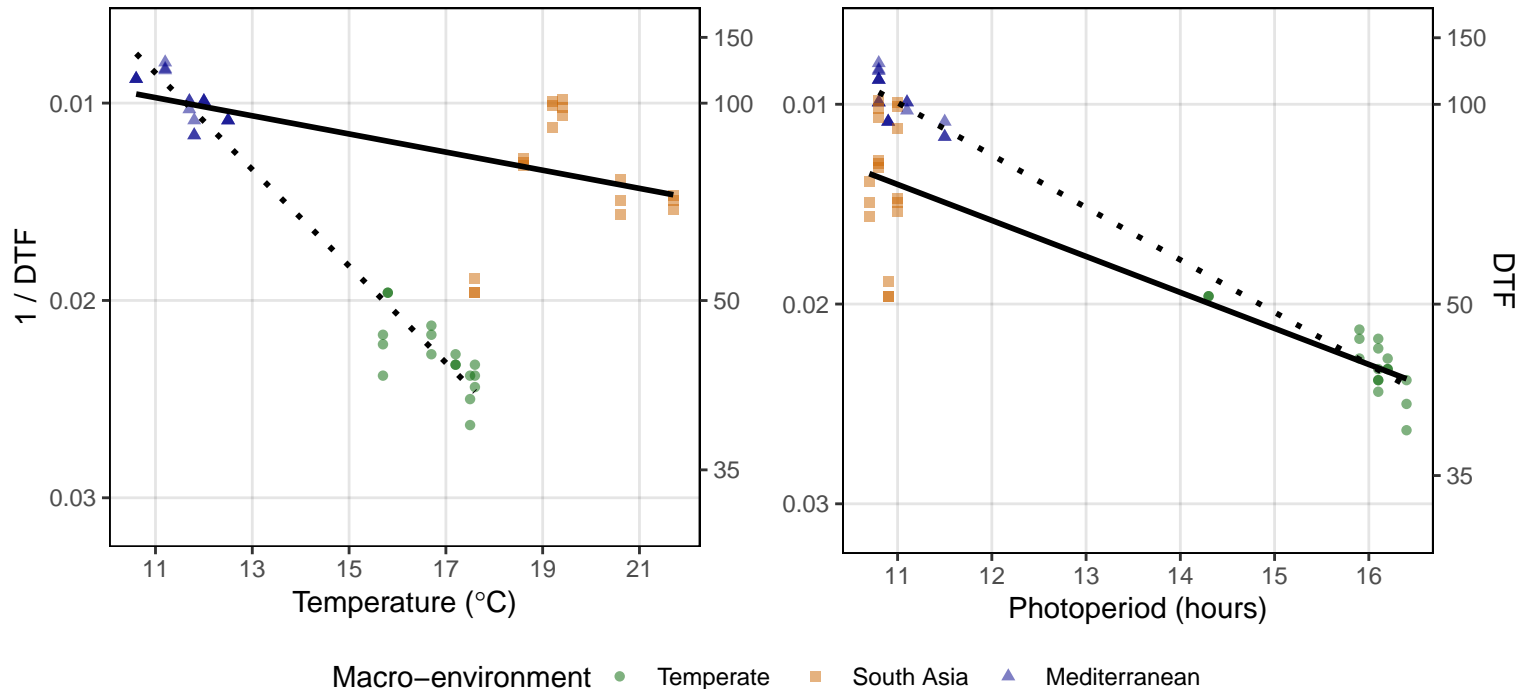 1 / DTF
0.01
0.02
0.03
150
100
50
35
11 13 15 17 19 21
Temperature (°C)
0.01
0.02
0.03
150
100
50
35
DTF
11 12 13 14 15 16
Photoperiod (hours)
Macro−environment Temperate South Asia Mediterranean